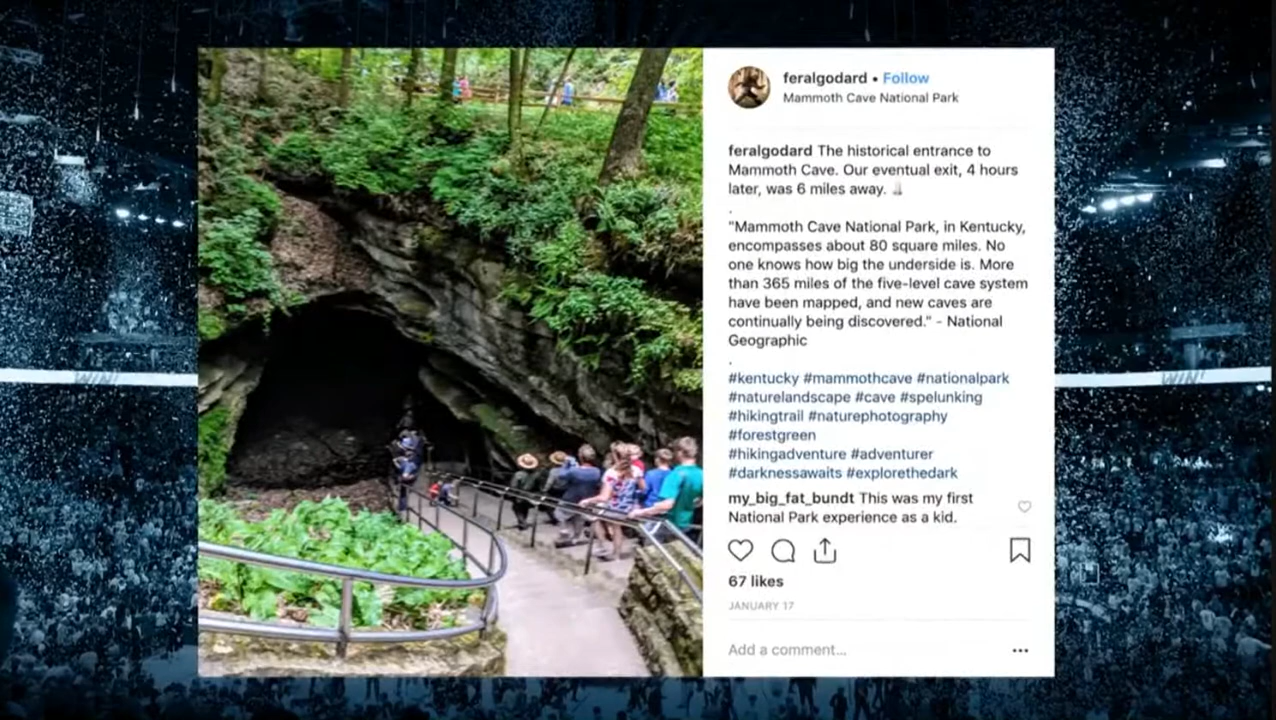 feralgodard • Follow
Mammoth Cave National Park
feralgodard The historical entrance to
Mammoth Cave. Our eventual exit, 4 hours
later, was 6 miles away.
.
"Mammoth Cave National Park, in Kentucky,
encompasses about 80 square miles. No
one knows how big the underside is. More
than 365 miles of the five-level cave system
have been mapped, and new caves are
continually being discovered." - National
Geographic
.
#kentucky #mammothcave #nationalpark
#naturelandscape #cave #spelunking
#hikingtrail #naturephotography
#forestgreen
#hikingadventure #adventurer
#darknessawaits #explorethedark
my_big_fat_bundt This was my first
National Park experience as a kid.
67 likes
JANUARY 17
Add a comment...
WIN!